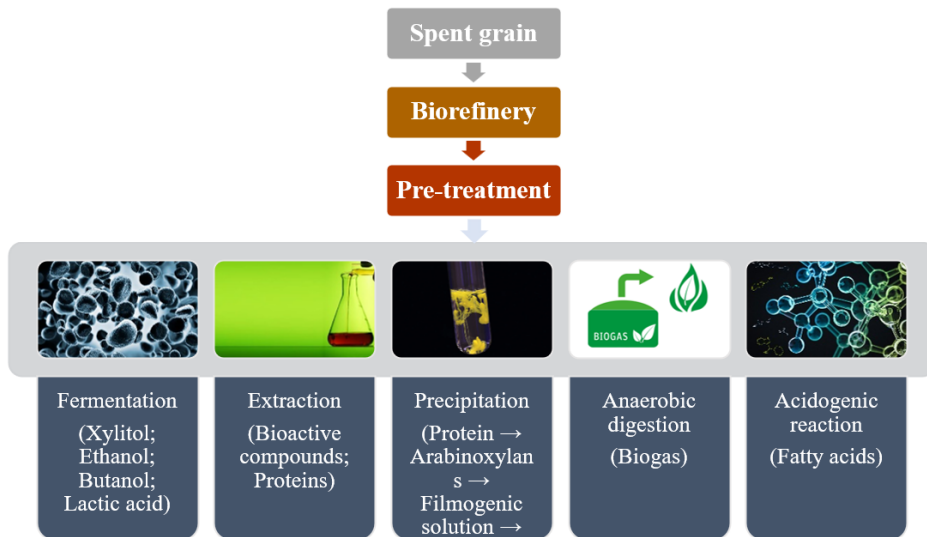 Spent grain
Biorefinery
Pre-treatment
BIOGAS
Fermentation
(Xylitol;
Ethanol;
Butanol;
Lactic acid)
Extraction
(Bioactive
compounds;
Proteins)
Precipitation
(Protein →
Arabinoxylan
s →
Filmogenic
solution →
Anaerobic
digestion
(Biogas)
Acidogenic
reaction
(Fatty acids)